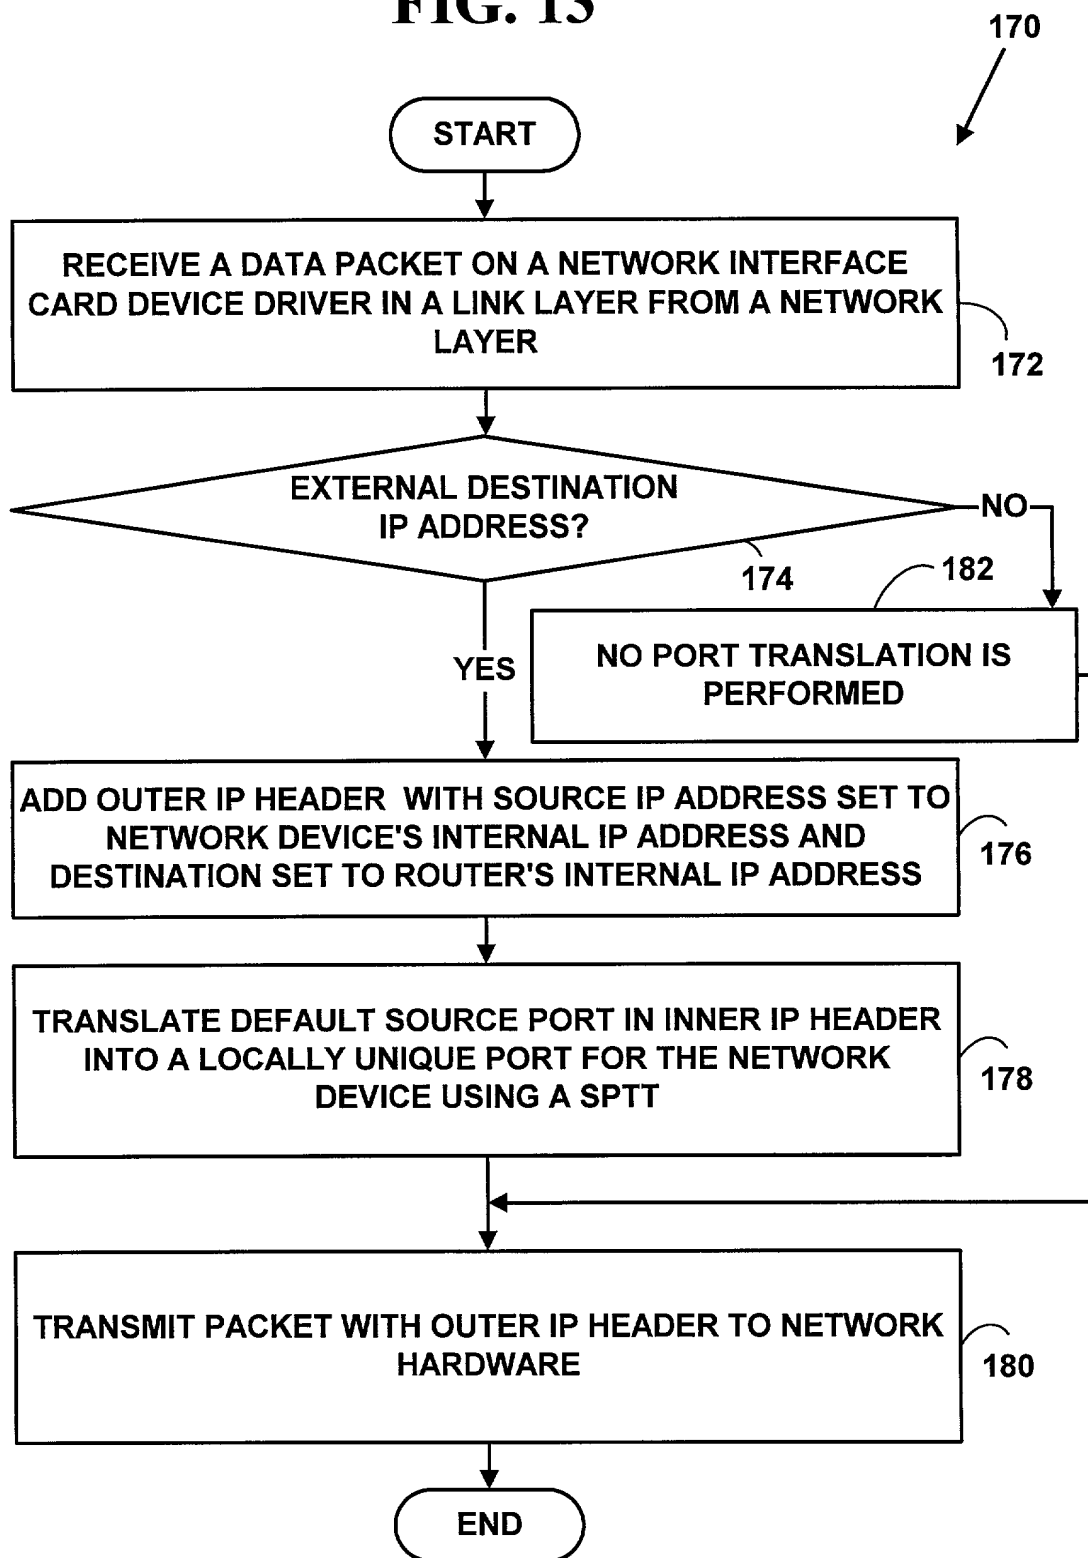 FIG. 13
170
START
RECEIVE A DATA PACKET ON A NETWORK INTERFACE
CARD DEVICE DRIVER IN A LINK LAYER FROM A NETWORK
LAYER
172
EXTERNAL DESTINATION
IP ADDRESS?
NO
174
182
NO PORT TRANSLATION IS
PERFORMED
YES
ADD OUTER IP HEADER WITH SOURCE IP ADDRESS SET TO
NETWORK DEVICE'S INTERNAL IP ADDRESS AND
DESTINATION SET TO ROUTER'S INTERNAL IP ADDRESS
176
TRANSLATE DEFAULT SOURCE PORT IN INNER IP HEADER
INTO A LOCALLY UNIQUE PORT FOR THE NETWORK
DEVICE USING A SPTT
178
TRANSMIT PACKET WITH OUTER IP HEADER TO NETWORK
HARDWARE
180
END